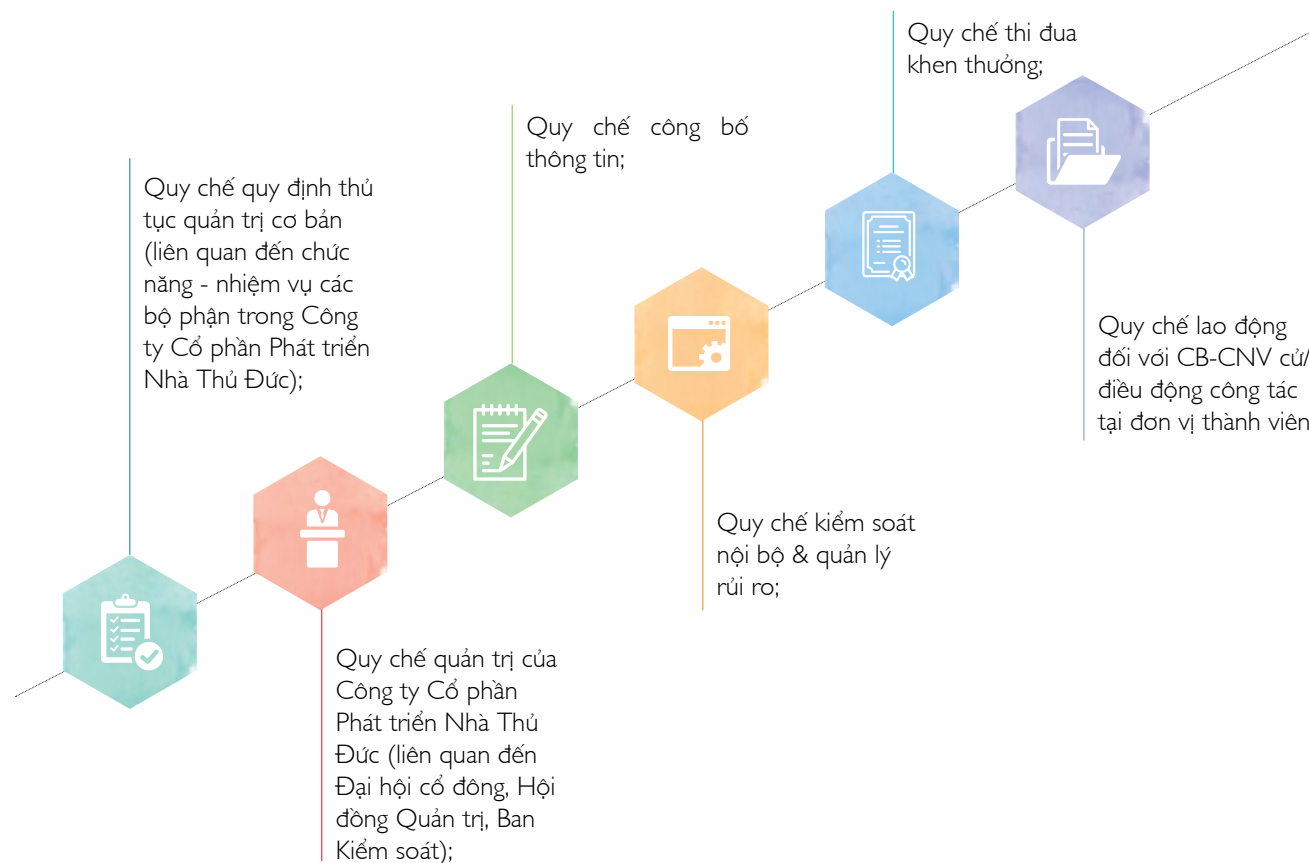 Quy chế quy định thủ
tục quản trị cơ bản
(liên quan đến chức
năng - nhiệm vụ các
bộ phận trong Công
ty Cổ phần Phát triển
Nhà Thủ Đức);
Quy chế quản trị của
Công ty Cổ phần
Phát triển Nhà Thủ
Đức (liên quan đến
Đại hội cổ đông, Hội
đồng Quản trị, Ban
Kiểm soát);
Quy chế công bố
thông tin;
Quy chế kiểm soát
nội bộ & quản lý
rủi ro;
Quy chế thi đua
khen thưởng;
Quy chế lao động
đối với CB-CNV cử/
điều động công tác
tại đơn vị thành viên